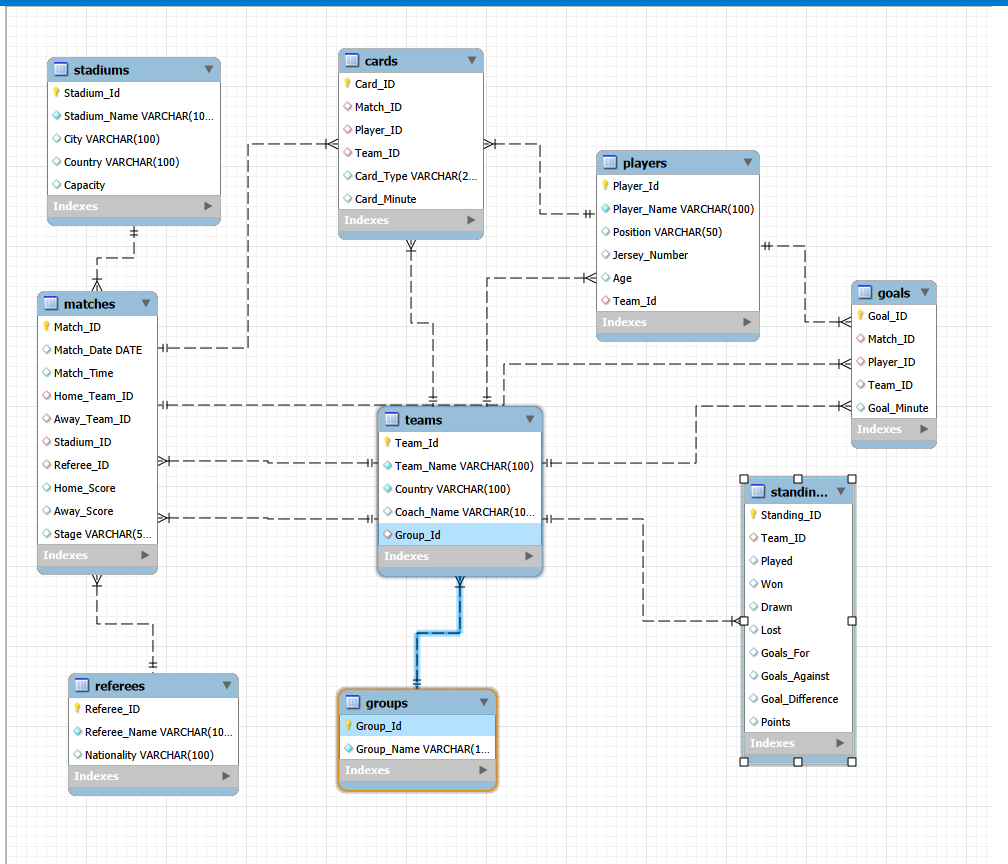 stadiums
Stadium_Id
Stadium_Name VARCHAR(10...
City VARCHAR(100)
Country VARCHAR(100)
Capacity
Indexes
cards
Card_ID
Match_ID
Player_ID
Team_ID
Card_Type VARCHAR(2...
Card_Minute
Indexes
players
Player_Id
Player_Name VARCHAR(100)
Position VARCHAR(50)
Jersey_Number
Age
Team_Id
Indexes
goals
Goal_ID
Match_ID
Player_ID
Team_ID
Goal_Minute
Indexes
matches
Match_ID
Match_Date DATE
Match_Time
Home_Team_ID
Away_Team_ID
Stadium_ID
Referee_ID
Home_Score
Away_Score
Stage VARCHAR(5...
Indexes
teams
Team_Id
Team_Name VARCHAR(100)
Country VARCHAR(100)
Coach_Name VARCHAR(10...
Group_Id
Indexes
standin...
Standing_ID
Team_ID
Played
Won
Drawn
Lost
Goals_For
Goals_Against
Goal_Difference
Points
Indexes
referees
Referee_ID
Referee_Name VARCHAR(10...
Nationality VARCHAR(100)
Indexes
groups
Group_Id
Group_Name VARCHAR(1...
Indexes